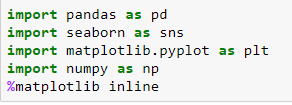 import pandas as pd
import seaborn as sns
import matplotlib.pyplot as plt
import numpy as np
%matplotlib inline